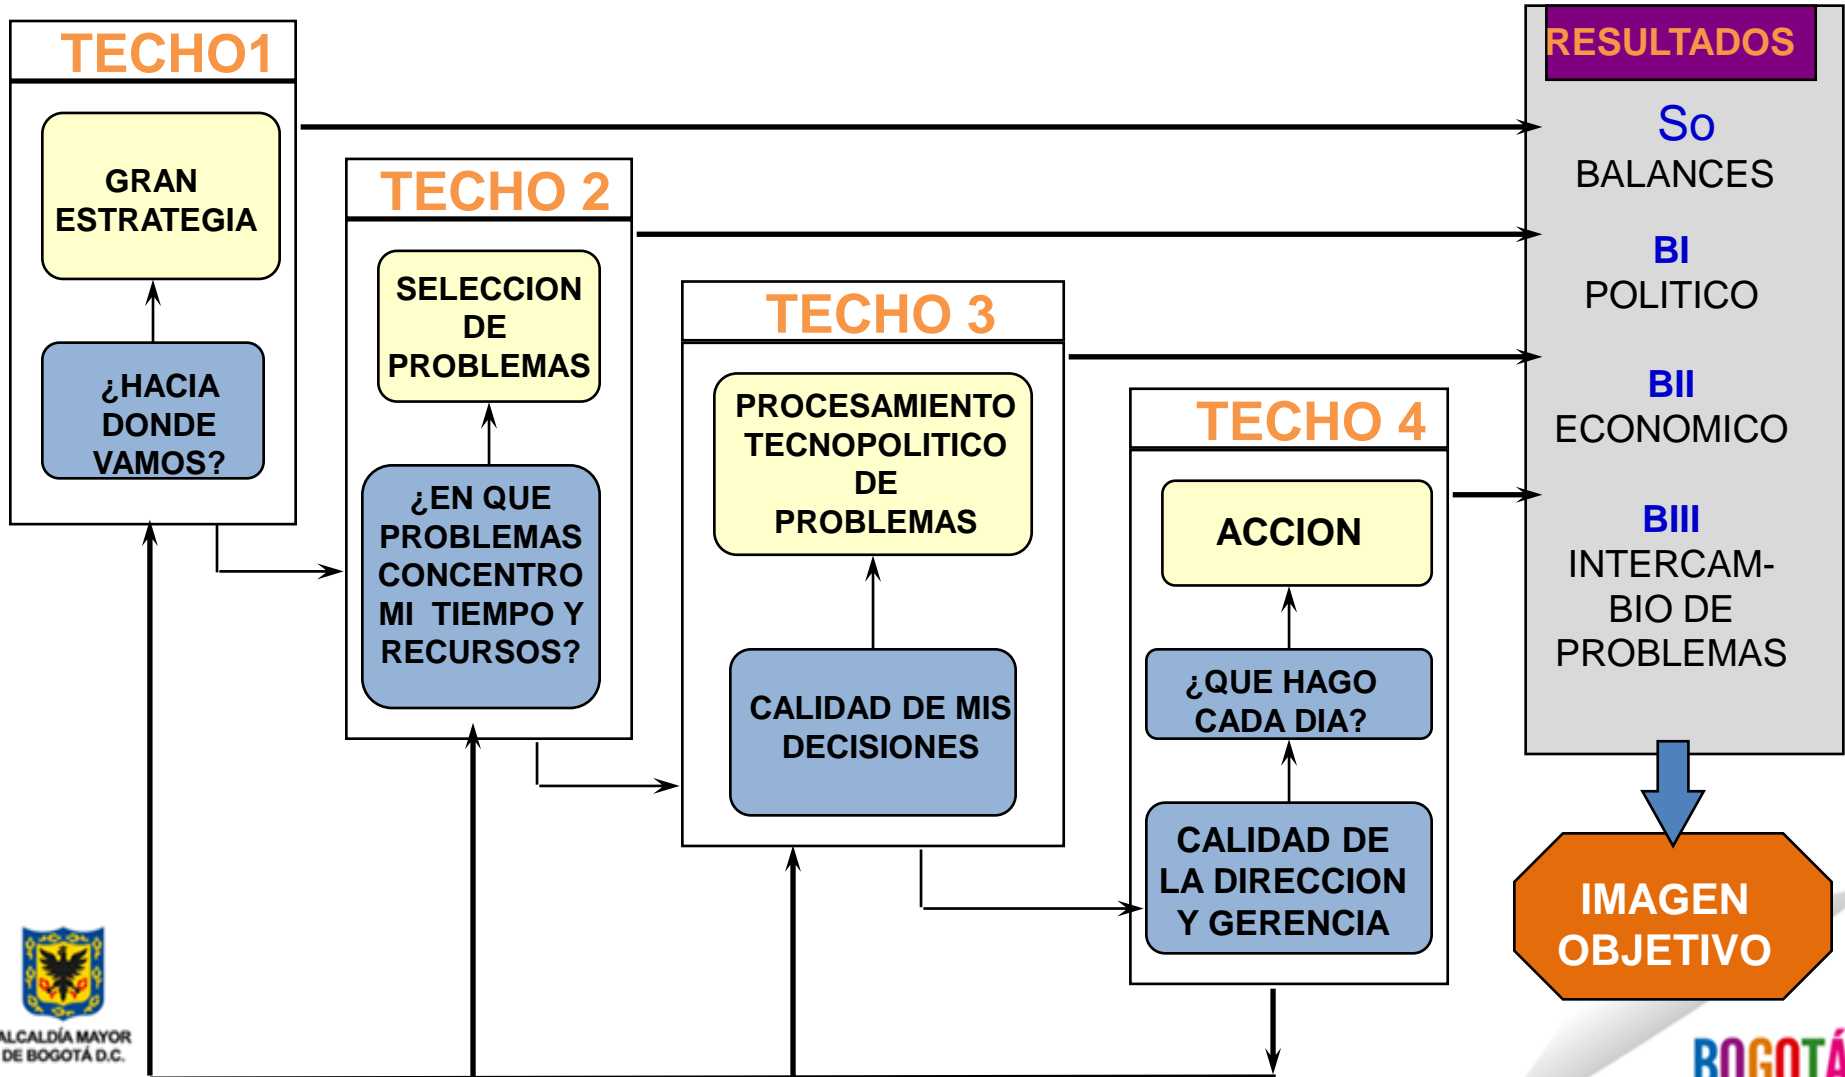 TECHO1
GRAN
ESTRATEGIA
¿HACIA
DONDE
VAMOS?
TECHO 2
SELECCION
DE
PROBLEMAS
¿EN QUE
PROBLEMAS
CONCENTRO
MI TIEMPO Y
RECURSOS?
TECHO 3
PROCESAMIENTO
TECNOPOLITICO
DE
PROBLEMAS
CALIDAD DE MIS
DECISIONES
TECHO 4
ACCION
¿QUE HAGO
CADA DIA?
CALIDAD DE
LA DIRECCION
Y GERENCIA
RESULTADOS
So
BALANCES
BI
POLITICO
BII
ECONOMICO
BIII
INTERCAM-
BIO DE
PROBLEMAS
IMAGEN
OBJETIVO
ALCALDÍA MAYOR
DE BOGOTÁ D.C.
BOGOTÁ